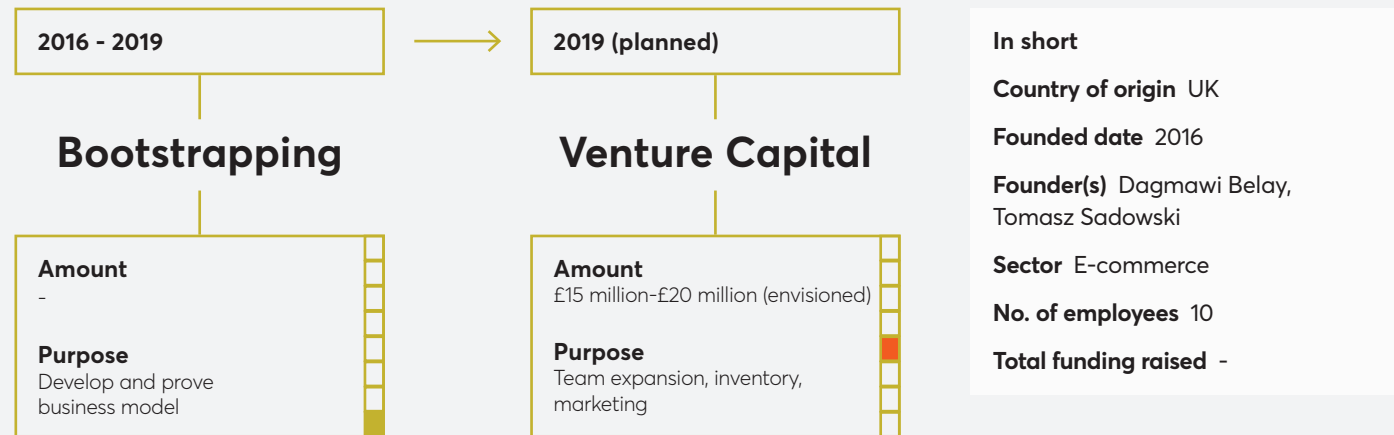 2016 - 2019
Bootstrapping
Amount
-
Purpose
Develop and prove
business model
2019 (planned)
Venture Capital
Amount
£15 million-£20 million (envisioned)
Purpose
Team expansion, inventory,
marketing
In short
Country of origin UK
Founded date 2016
Founder(s) Dagmawi Belay,
Tomasz Sadowski
Sector E-commerce
No. of employees 10
Total funding raised -